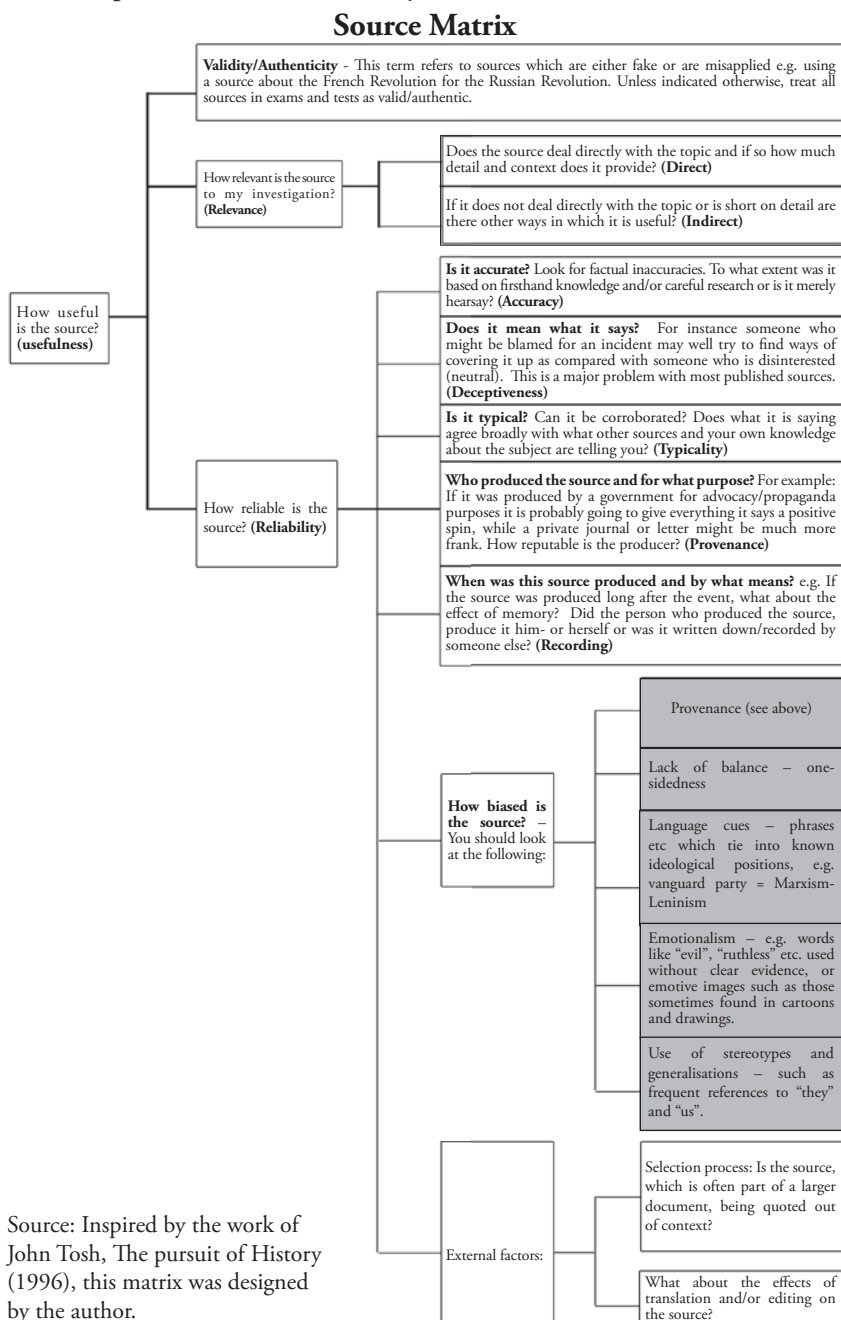 Source Matrix
Validity/Authenticity - This term refers to sources which are either fake or are misapplied e.g. using
a source about the French Revolution for the Russian Revolution. Unless indicated otherwise, treat all
sources in exams and tests as valid/authentic.
How useful
is the source?
(usefulness)
How relevant is the source
to my investigation?
(Relevance)
Does the source deal directly with the topic and if so how much
detail and context does it provide? (Direct)
If it does not deal directly with the topic or is short on detail are
there other ways in which it is useful? (Indirect)
How reliable is the
source? (Reliability)
Is it accurate? Look for factual inaccuracies. To what extent was it
based on firsthand knowledge and/or careful research or is it merely
hearsay? (Accuracy)
Does it mean what it says? For instance someone who
might be blamed for an incident may well try to find ways of
covering it up as compared with someone who is disinterested
(neutral). This is a major problem with most published sources.
(Deceptiveness)
Is it typical? Can it be corroborated? Does what it is saying
agree broadly with what other sources and your own knowledge
about the subject are telling you? (Typicality)
Who produced the source and for what purpose? For example:
If it was produced by a government for advocacy/propaganda
purposes it is probably going to give everything it says a positive
spin, while a private journal or letter might be much more
frank. How reputable is the producer? (Provenance)
When was this source produced and by what means? e.g. If
the source was produced long after the event, what about the
effect of memory? Did the person who produced the source,
produce it him- or herself or was it written down/recorded by
someone else? (Recording)
How biased is
the source? –
You should look
at the following:
Provenance (see above)
Lack of balance – one-
sidedness
Language cues – phrases
etc which tie into known
ideological positions, e.g.
vanguard party = Marxism-
Leninism
Emotionalism – e.g. words
like "evil", "ruthless" etc. used
without clear evidence, or
emotive images such as those
sometimes found in cartoons
and drawings.
Use of stereotypes and
generalisations – such as
frequent references to "they"
and "us".
External factors:
Selection process: Is the source,
which is often part of a larger
document, being quoted out
of context?
What about the effects of
translation and/or editing on
the source?
Source: Inspired by the work of
John Tosh, The pursuit of History
(1996), this matrix was designed
by the author.